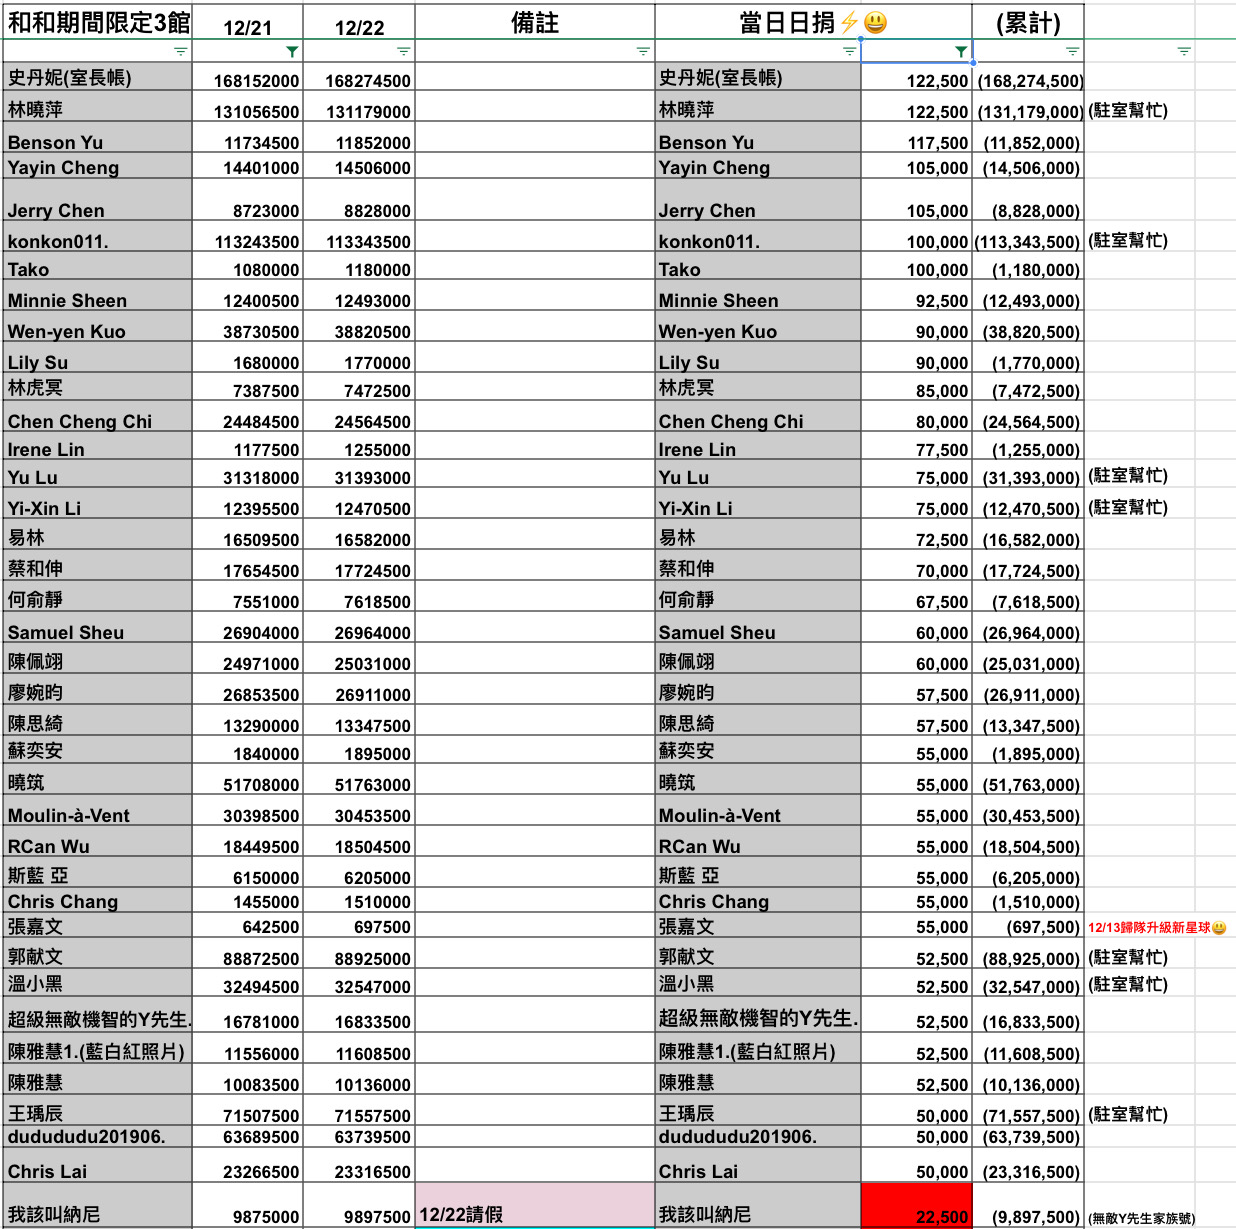 和和期間限定3館 12/21 12/22 備註 當日日捐⚡😃 (累計)
史丹妮(室長帳) 168152000 168274500 史丹妮(室長帳) 122,500 (168,274,500)
林曉萍 131056500 131179000 林曉萍 122,500 (131,179,000) (駐室幫忙)
Benson Yu 11734500 11852000 Benson Yu 117,500 (11,852,000)
Yayin Cheng 14401000 14506000 Yayin Cheng 105,000 (14,506,000)
Jerry Chen 8723000 8828000 Jerry Chen 105,000 (8,828,000)
konkon011. 113243500 113343500 konkon011. 100,000 (113,343,500) (駐室幫忙)
Tako 1080000 1180000 Tako 100,000 (1,180,000)
Minnie Sheen 12400500 12493000 Minnie Sheen 92,500 (12,493,000)
Wen-yen Kuo 38730500 38820500 Wen-yen Kuo 90,000 (38,820,500)
Lily Su 1680000 1770000 Lily Su 90,000 (1,770,000)
林虎冥 7387500 7472500 林虎冥 85,000 (7,472,500)
Chen Cheng Chi 24484500 24564500 Chen Cheng Chi 80,000 (24,564,500)
Irene Lin 1177500 1255000 Irene Lin 77,500 (1,255,000)
Yu Lu 31318000 31393000 Yu Lu 75,000 (31,393,000) (駐室幫忙)
Yi-Xin Li 12395500 12470500 Yi-Xin Li 75,000 (12,470,500) (駐室幫忙)
易林 16509500 16582000 易林 72,500 (16,582,000)
蔡和伸 17654500 17724500 蔡和伸 70,000 (17,724,500)
何俞靜 7551000 7618500 何俞靜 67,500 (7,618,500)
Samuel Sheu 26904000 26964000 Samuel Sheu 60,000 (26,964,000)
陳佩翊 24971000 25031000 陳佩翊 60,000 (25,031,000)
廖婉昀 26853500 26911000 廖婉昀 57,500 (26,911,000)
陳思綺 13290000 13347500 陳思綺 57,500 (13,347,500)
蘇奕安 1840000 1895000 蘇奕安 55,000 (1,895,000)
曉筑 51708000 51763000 曉筑 55,000 (51,763,000)
Moulin-à-Vent 30398500 30453500 Moulin-à-Vent 55,000 (30,453,500)
RCan Wu 18449500 18504500 RCan Wu 55,000 (18,504,500)
斯藍 亞 6150000 6205000 斯藍 亞 55,000 (6,205,000)
Chris Chang 1455000 1510000 Chris Chang 55,000 (1,510,000)
張嘉文 642500 697500 張嘉文 55,000 (697,500) 12/13歸隊升級新星球😃
郭献文 88872500 88925000 郭献文 52,500 (88,925,000) (駐室幫忙)
溫小黑 32494500 32547000 溫小黑 52,500 (32,547,000) (駐室幫忙)
超級無敵機智的Y先生. 16781000 16833500 超級無敵機智的Y先生. 52,500 (16,833,500)
陳雅慧1.(藍白紅照片) 11556000 11608500 陳雅慧1.(藍白紅照片) 52,500 (11,608,500)
陳雅慧 10083500 10136000 陳雅慧 52,500 (10,136,000)
王瑀辰 71507500 71557500 王瑀辰 50,000 (71,557,500) (駐室幫忙)
dudududu201906. 63689500 63739500 dudududu201906. 50,000 (63,739,500)
Chris Lai 23266500 23316500 Chris Lai 50,000 (23,316,500)
我該叫納尼 9875000 9897500 12/22請假 我該叫納尼 22,500 (9,897,500) (無敵Y先生家族號)